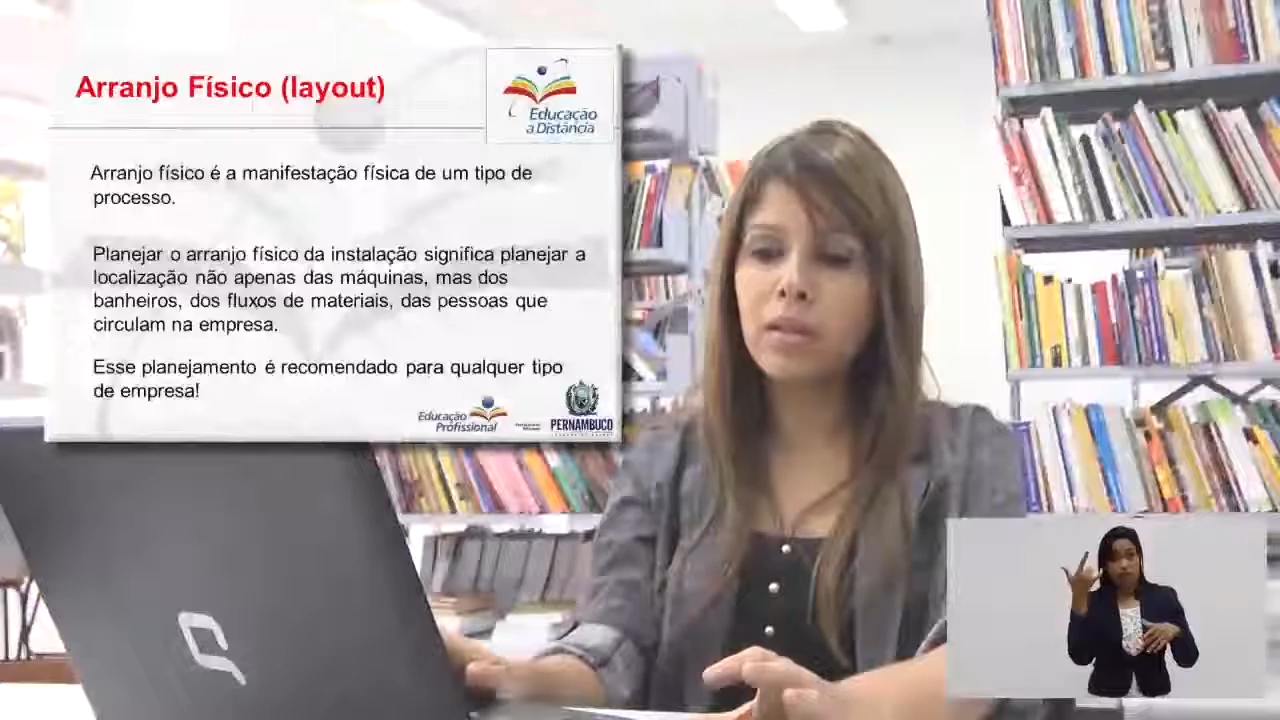 Arranjo Físico (layout)
Educação
a Distância
Arranjo físico é a manifestação física de um tipo de
processo.
Planejar o arranjo físico da instalação significa planejar a
localização não apenas das máquinas, mas dos
banheiros, dos fluxos de materiais, das pessoas que
circulam na empresa.
Esse planejamento é recomendado para qualquer tipo
de empresa!
Educação
Profissional
PERNAMBUCO